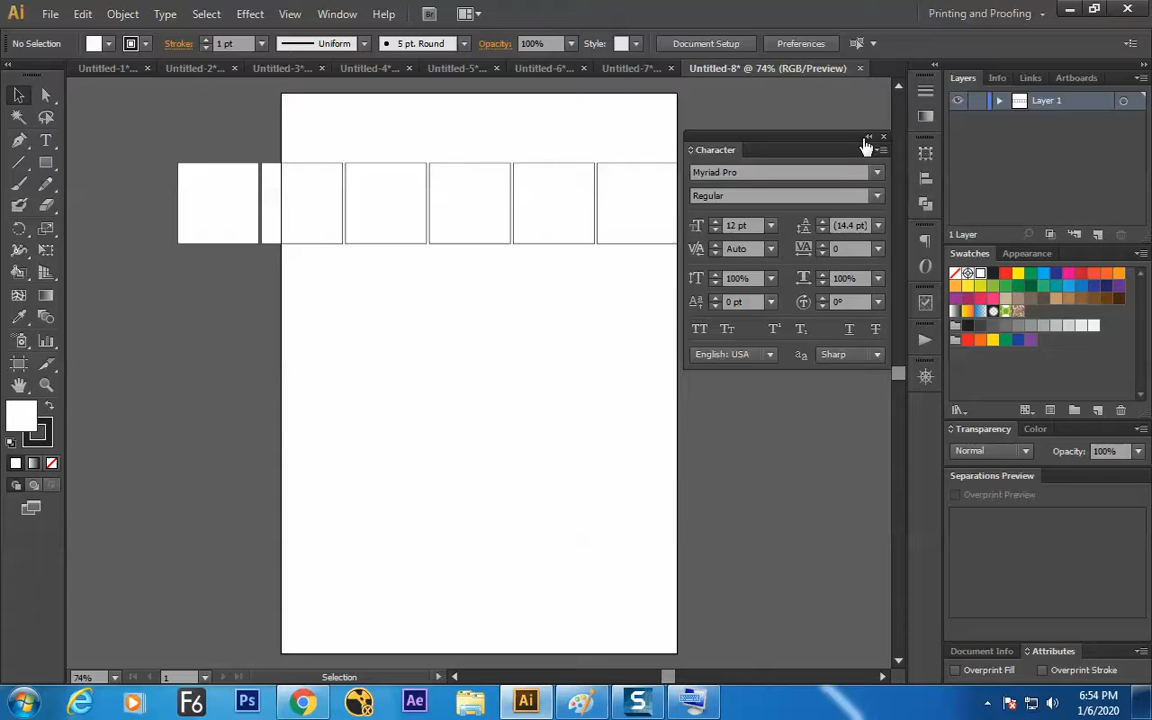 Ai File Edit Object Type Select Effect View Window Help Br Printing and Proofing
No Selection Stroke: 1 pt Uniform 5 pt. Round Opacity: 100% Style: Document Setup Preferences
Untitled-1* Untitled-2* Untitled-3* Untitled-4* Untitled-5* Untitled-6* Untitled-7* Untitled-8* @ 74% (RGB/Preview)
Layers Info Links Artboards
Layer 1
Character
Myriad Pro
Regular
12 pt (14.4 pt)
Auto 0
100% 100%
0 pt 0°
English: USA Sharp
1 Layer
Swatches Appearance
Transparency Color
Normal Opacity: 100%
Separations Preview
Overprint Preview
Document Info Attributes
Overprint Fill Overprint Stroke
74% 1 Selection
F6 Ps Ae Ai S
6:54 PM
1/6/2020